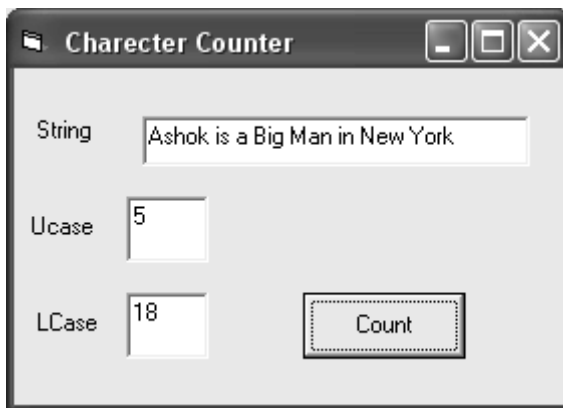 Charecter Counter
String
Ashok is a Big Man in New York
Ucase
5
LCase
18
Count